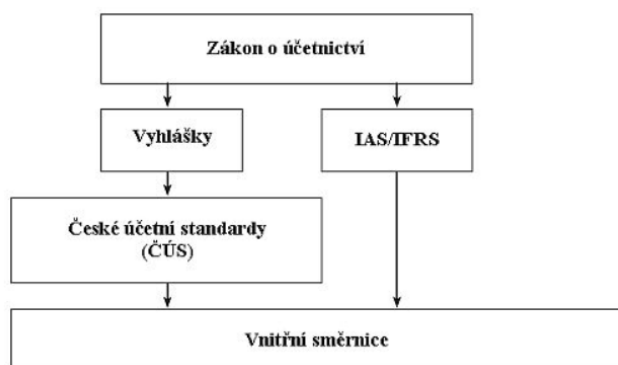 Zákon o účetnictví
Vyhlášky
IAS/IFRS
České účetní standardy
(ČÚS)
Vnitřní směrnice